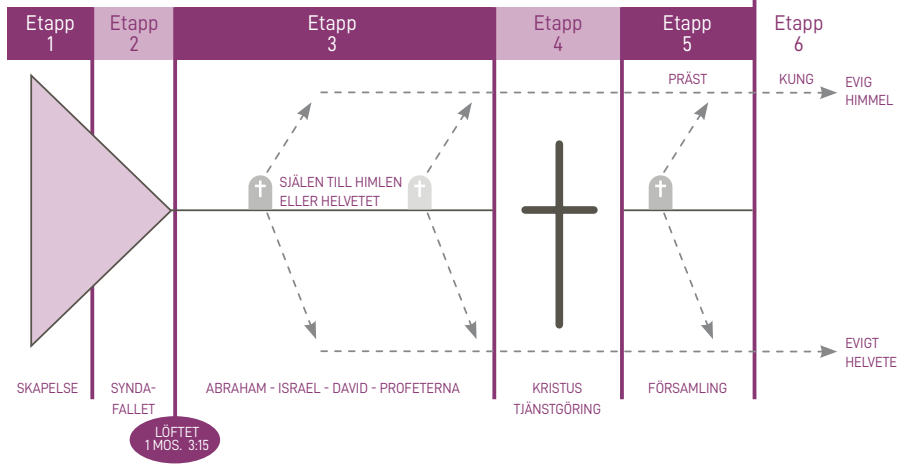 Etapp
1
Etapp
2
Etapp
3
Etapp
4
Etapp
5
Etapp
6
PRÄST
KUNG
EVIG
HIMMEL
SJÄLEN TILL HIMLEN
ELLER HELVETET
EVIGT
HELVETE
SKAPELSE
SYNDA-
FALLET
ABRAHAM - ISRAEL - DAVID - PROFETERNA
KRISTUS
TJÄNSTGÖRING
FÖRSAMLING
LÖFTET
1 MOS. 3:15